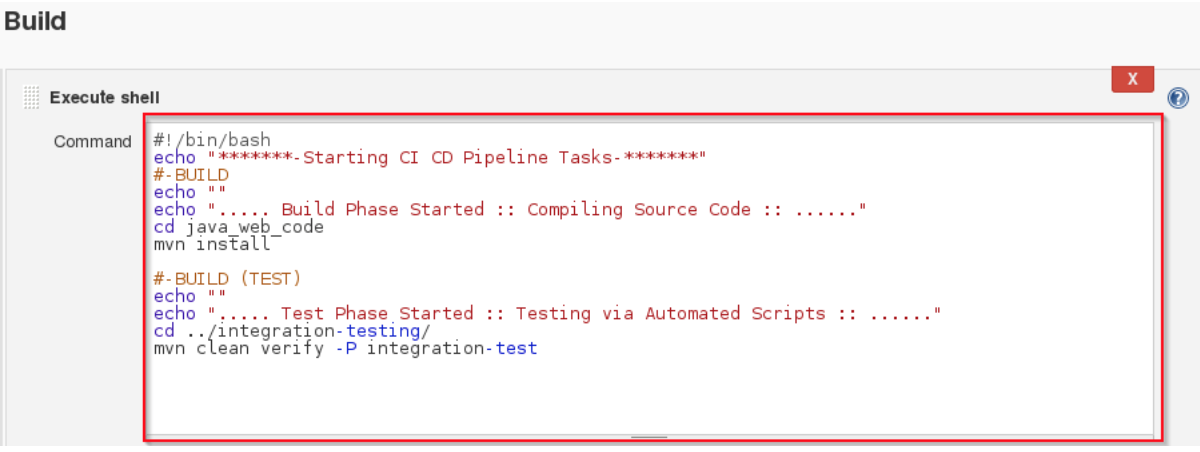 Build
Execute shell
X
?
Command
#!/bin/bash
echo "*******-Starting CI CD Pipeline Tasks-*******"
#-BUILD
echo ""
echo "..... Build Phase Started :: Compiling Source Code :: ......"
cd java_web_code
mvn install
#-BUILD (TEST)
echo ""
echo "..... Test Phase Started :: Testing via Automated Scripts :: ......"
cd ../integration-testing/
mvn clean verify -P integration-test